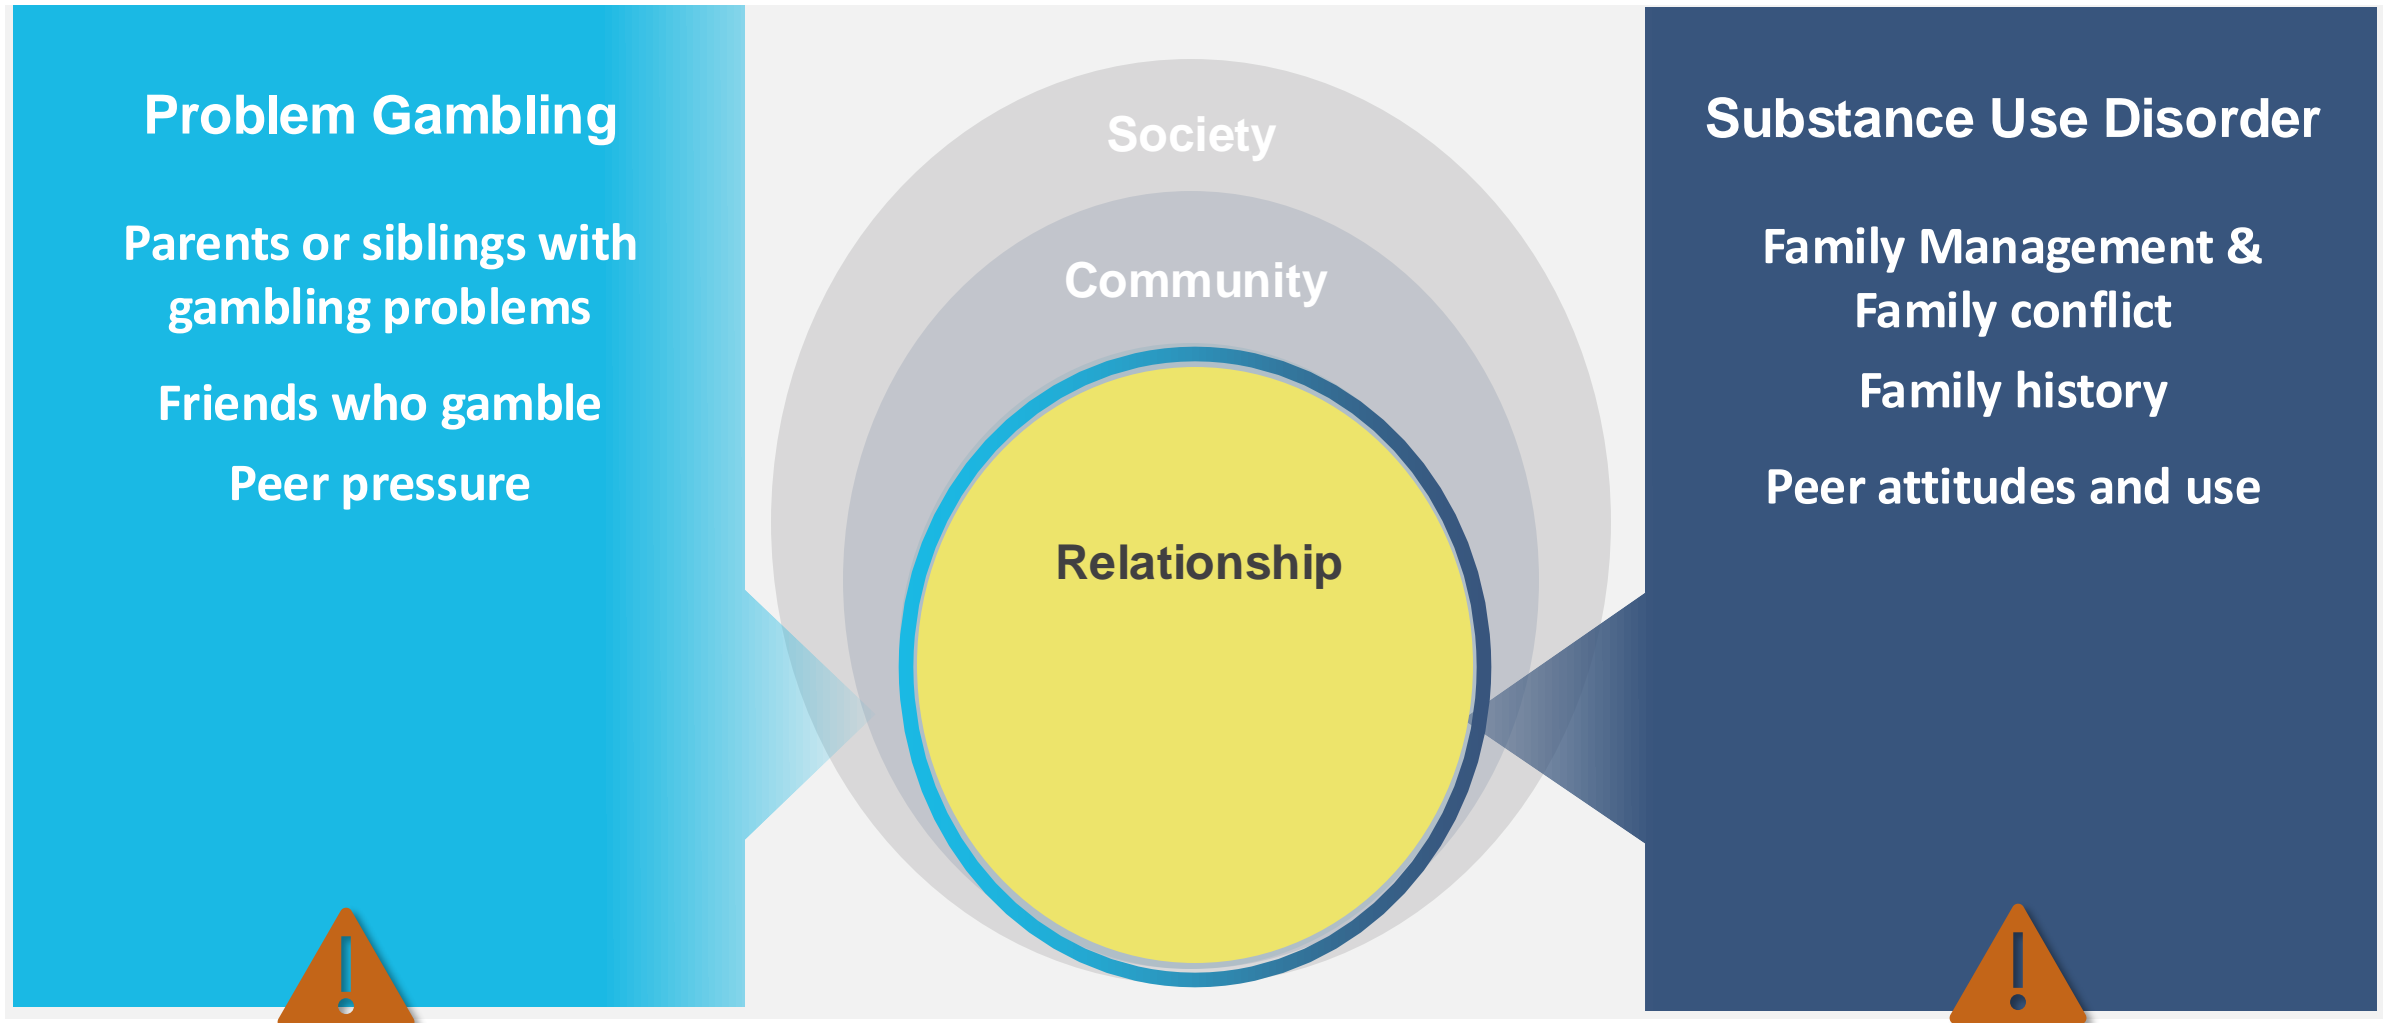 Problem Gambling
Parents or siblings with
gambling problems
Friends who gamble
Peer pressure
Society
Community
Relationship
Substance Use Disorder
Family Management &
Family conflict
Family history
Peer attitudes and use